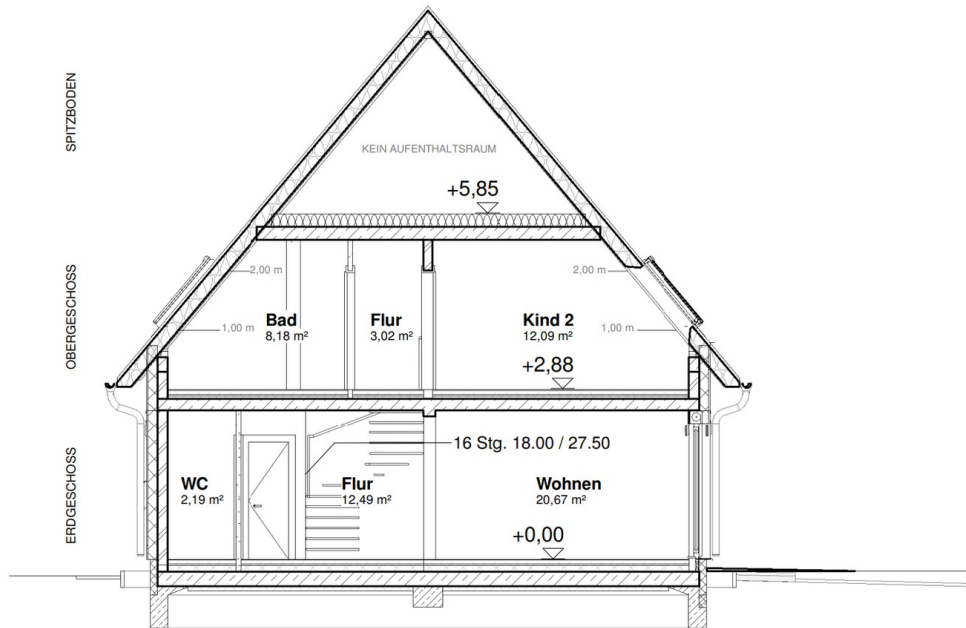 SPITZBODEN
KEIN AUFENTHALTSRAUM
+5,85
OBERGESCHOSS
2,00 m
2,00 m
Bad
8,18 m²
Flur
3,02 m²
Kind 2
12,09 m²
1,00 m
1,00 m
+2,88
ERDGESCHOSS
16 Stg. 18.00 / 27.50
WC
2,19 m²
Flur
12,49 m²
Wohnen
20,67 m²
+0,00